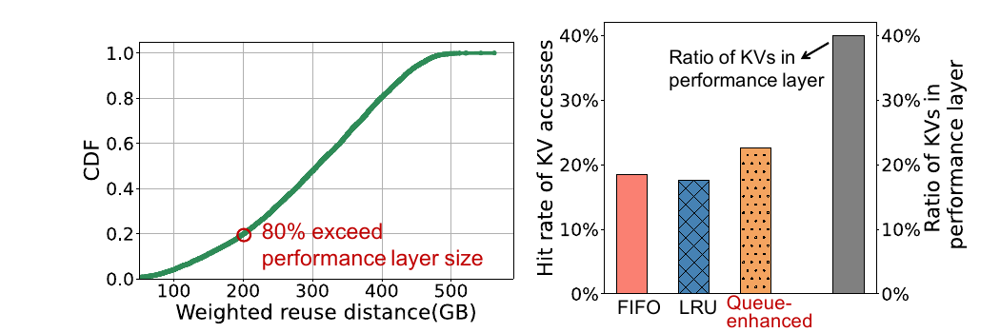 CDF
1.0
0.8
0.6
0.4
0.2
0.0
80% exceed
performance layer size
100 200 300 400 500
Weighted reuse distance(GB)
Hit rate of KV accesses
40%
30%
20%
10%
0%
Ratio of KVs in
performance layer
FIFO LRU Queue-
enhanced
40%
30%
20%
10%
0%
Ratio of KVs in
performance layer